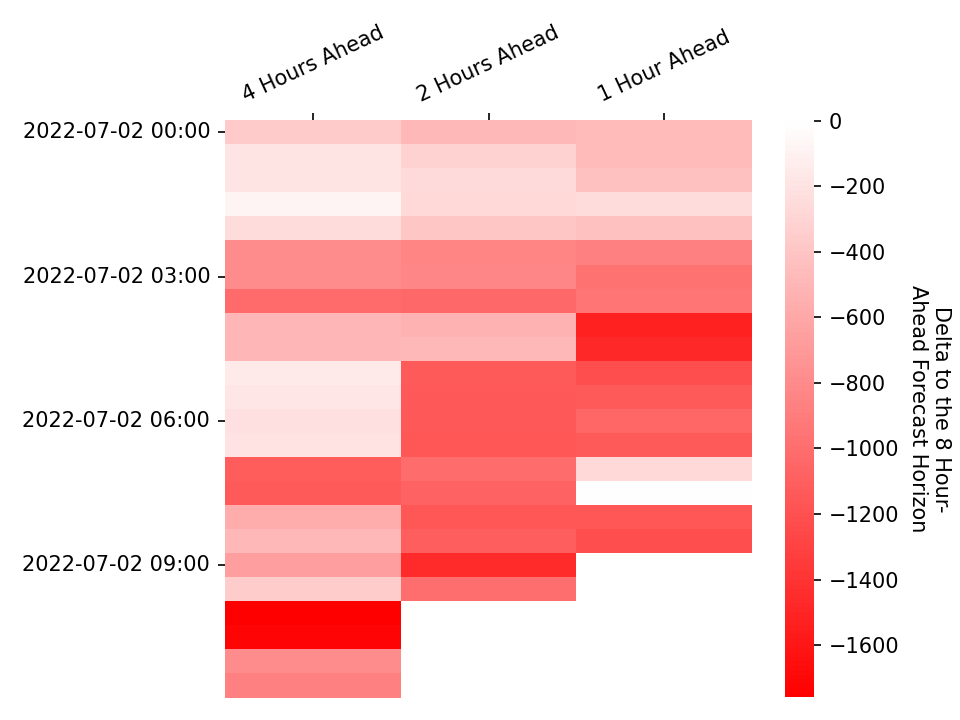 4 Hours Ahead
2 Hours Ahead
1 Hour Ahead
2022-07-02 00:00
2022-07-02 03:00
2022-07-02 06:00
2022-07-02 09:00
0
−200
−400
−600
−800
−1000
−1200
−1400
−1600
Delta to the 8 Hour-
Ahead Forecast Horizon